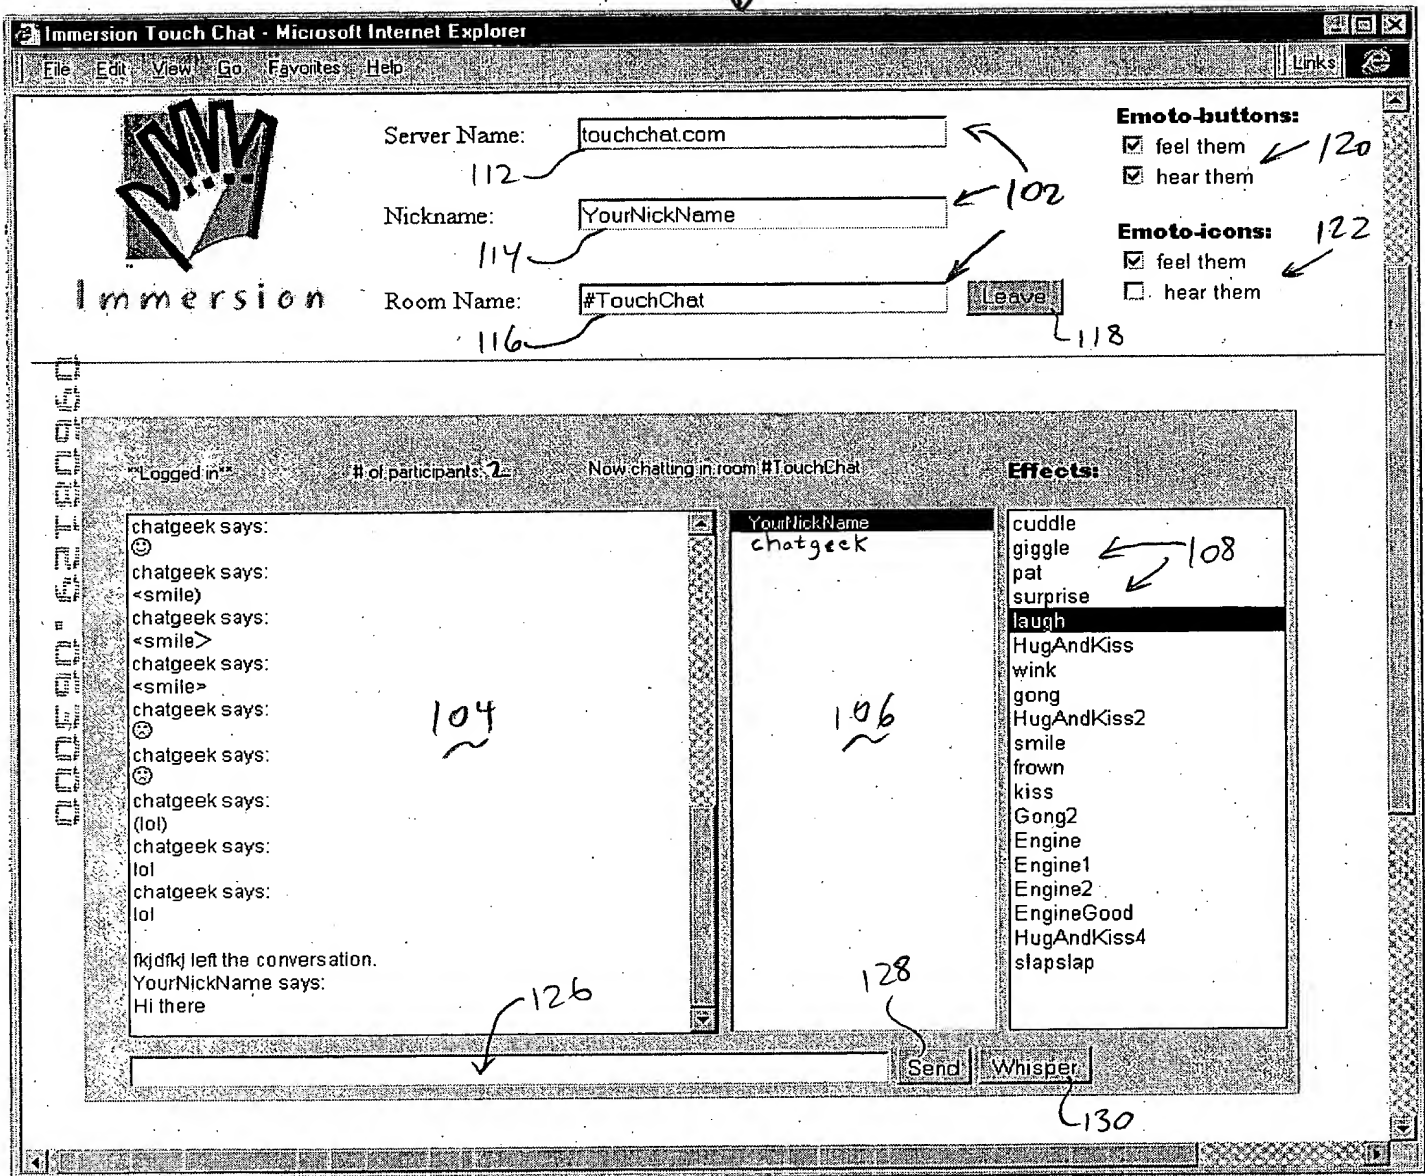 Immersion Touch Chat - Microsoft Internet Explorer
File Edit View Go Favorites Help Links
Immersion
Server Name: touchchat.com
112
Nickname: YourNickName
114
Room Name: #TouchChat Leave
116
118
102
Emoto-buttons:
feel them
hear them
120
Emoto-icons:
122
feel them
hear them
**Logged in** # of participants: 2 Now chatting in room #TouchChat Effects:
chatgeek says:
☺
chatgeek says:
<smile)
chatgeek says:
<smile>
chatgeek says:
<smile>
chatgeek says:
☹
chatgeek says:
☹
chatgeek says:
(lol)
chatgeek says:
lol
chatgeek says:
lol
fkjdfkj left the conversation.
YourNickName says:
Hi there
104
YourNickName
chatgeek
106
cuddle
giggle
pat
surprise
laugh
HugAndKiss
wink
gong
HugAndKiss2
smile
frown
kiss
Gong2
Engine
Engine1
Engine2
EngineGood
HugAndKiss4
slapslap
108
126
128
Send Whisper
130